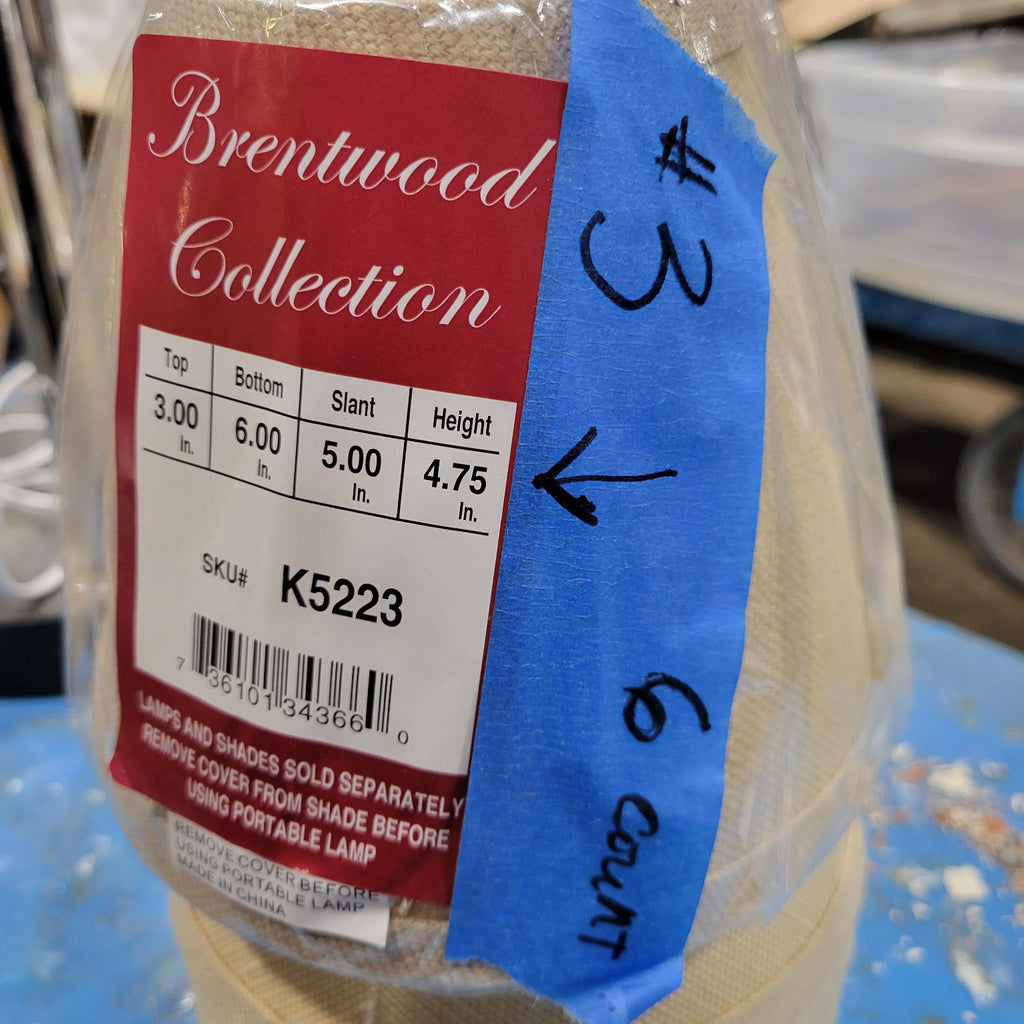 Brentwood
Collection
Top Bottom Slant Height
3.00 In. 6.00 In. 5.00 In. 4.75 In.
SKU# K5223
7 36101 34366 0
LAMPS AND SHADES SOLD SEPARATELY
REMOVE COVER FROM SHADE BEFORE
USING PORTABLE LAMP
REMOVE COVER BEFORE
USING PORTABLE LAMP
MADE IN CHINA
#3
6 count